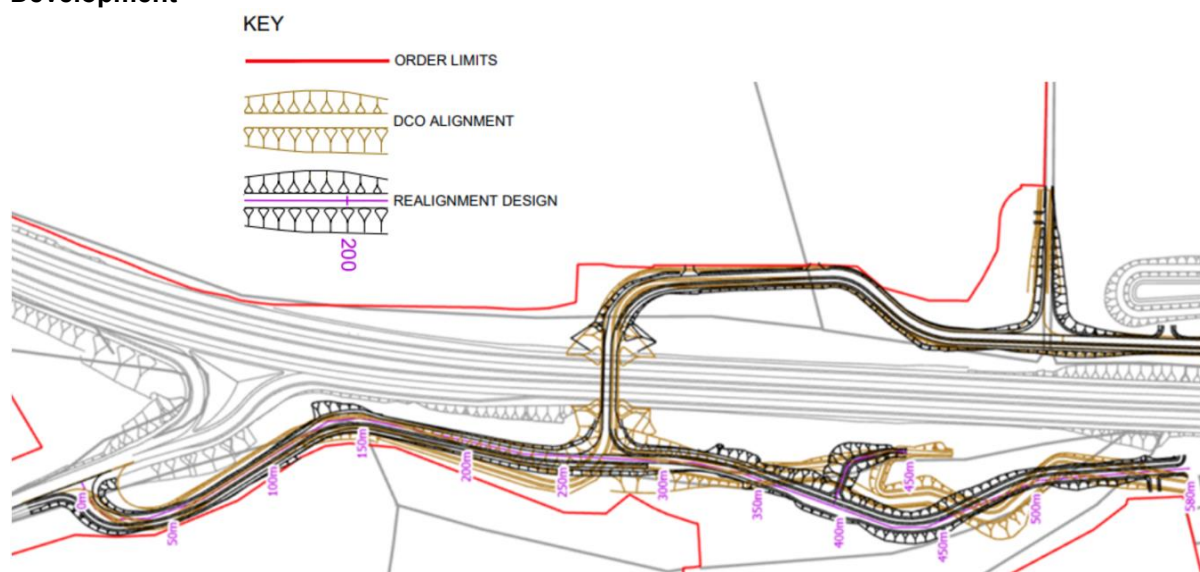 Development
KEY
ORDER LIMITS
DCO ALIGNMENT
REALIGNMENT DESIGN
200
0m
50m
100m
150m
200m
250m
300m
350m
400m
450m
450m
500m
580m